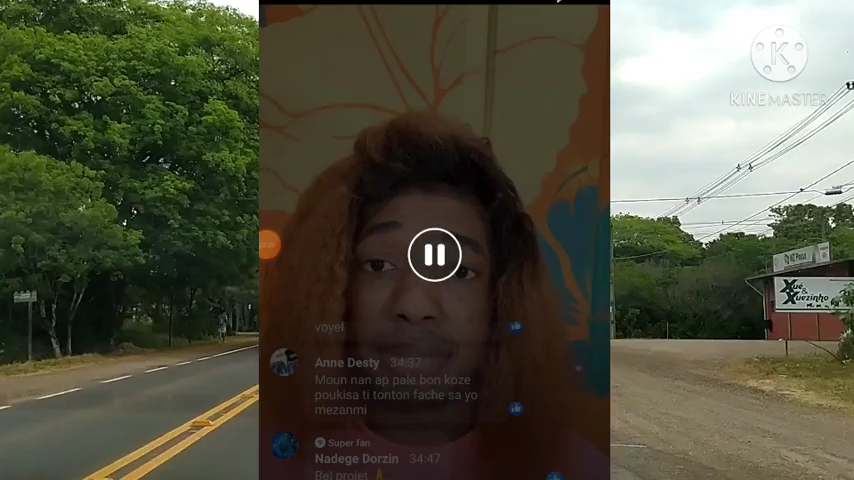 KINEMASTER
voyel
Anne Desty 34:37
Moun nan ap pale bon koze
poukisa ti tonton fache sa yo
mezanmi
Super fan
Nadege Dorzin 34:47
Bel projet
Xué &
Xuezinho